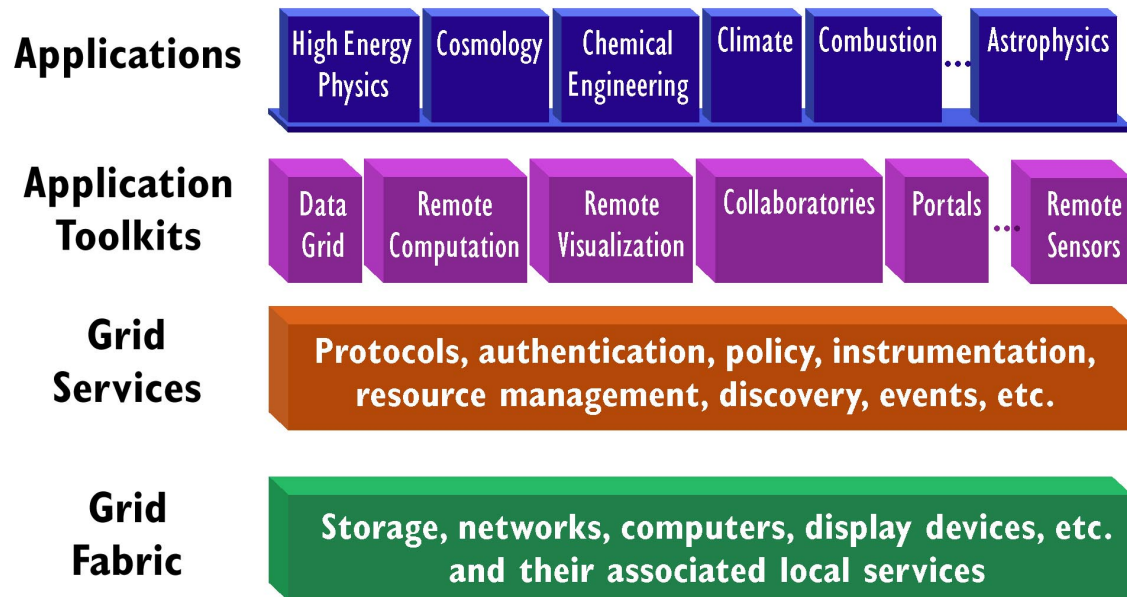 Applications
High Energy
Physics
Cosmology
Chemical
Engineering
Climate
Combustion
...
Astrophysics
Application
Toolkits
Data
Grid
Remote
Computation
Remote
Visualization
Collaboratories
Portals
...
Remote
Sensors
Grid
Services
Protocols, authentication, policy, instrumentation,
resource management, discovery, events, etc.
Grid
Fabric
Storage, networks, computers, display devices, etc.
and their associated local services